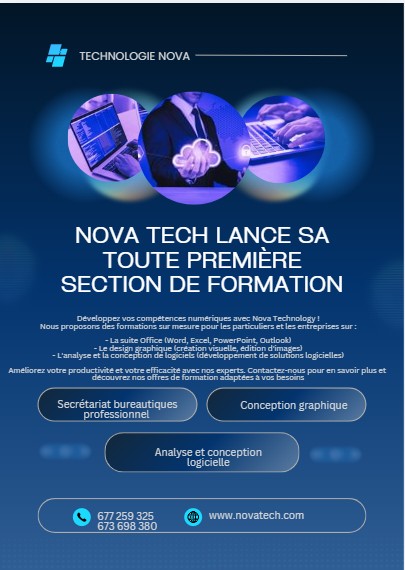 TECHNOLOGIE NOVA
NOVA TECH LANCE SA
TOUTE PREMIÈRE
SECTION DE FORMATION
Développez vos compétences numériques avec Nova Technology !
Nous proposons des formations sur mesure pour les particuliers et les entreprises sur :
- La suite Office (Word, Excel, PowerPoint, Outlook)
- Le design graphique (création visuelle, édition d'images)
- L'analyse et la conception de logiciels (développement de solutions logicielles)
Améliorez votre productivité et votre efficacité avec nos experts. Contactez-nous pour en savoir plus et
découvrez nos offres de formation adaptées à vos besoins
Secrétariat bureautiques
professionnel
Conception graphique
Analyse et conception
logicielle
677 259 325
673 698 380
www.novatech.com